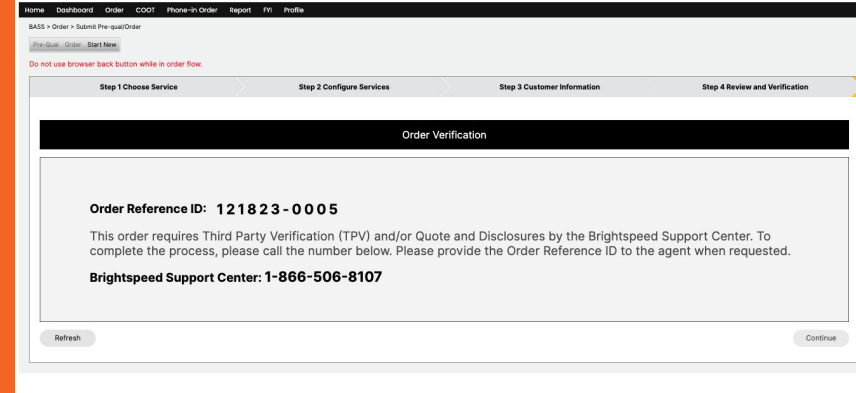 Home Dashboard Order COOT Phone-in Order Report FYI Profile
BASS > Order > Submit Pre-qual/Order
Pre-Qual Order Start New
Do not use browser back button while in order flow.
Step 1 Choose Service Step 2 Configure Services Step 3 Customer Information Step 4 Review and Verification
Order Verification
Order Reference ID: 121823-0005
This order requires Third Party Verification (TPV) and/or Quote and Disclosures by the Brightspeed Support Center. To
complete the process, please call the number below. Please provide the Order Reference ID to the agent when requested.
Brightspeed Support Center: 1-866-506-8107
Refresh Continue